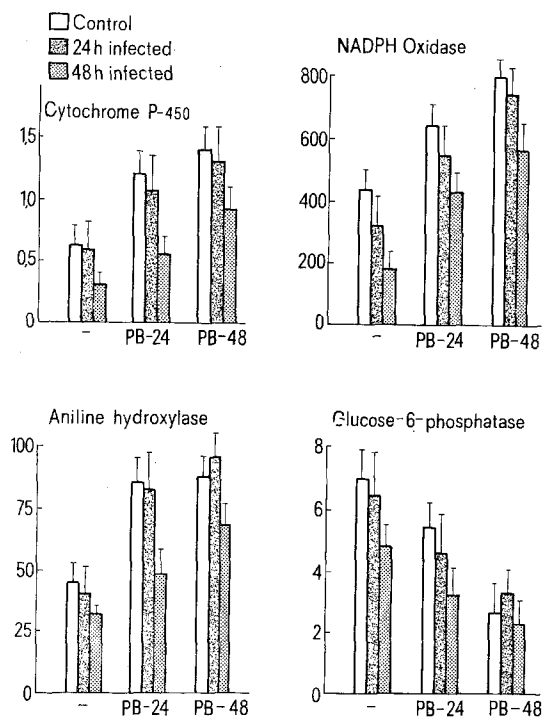 Control
24h infected
48h infected
Cytochrome P-450
1,5
1,0
0,5
0
-
PB-24
PB-48
NADPH Oxidase
800
600
400
200
0
-
PB-24
PB-48
Aniline hydroxylase
100
75
50
25
0
-
PB-24
PB-48
Glucose-6-phosphatase
8
6
4
2
0
-
PB-24
PB-48